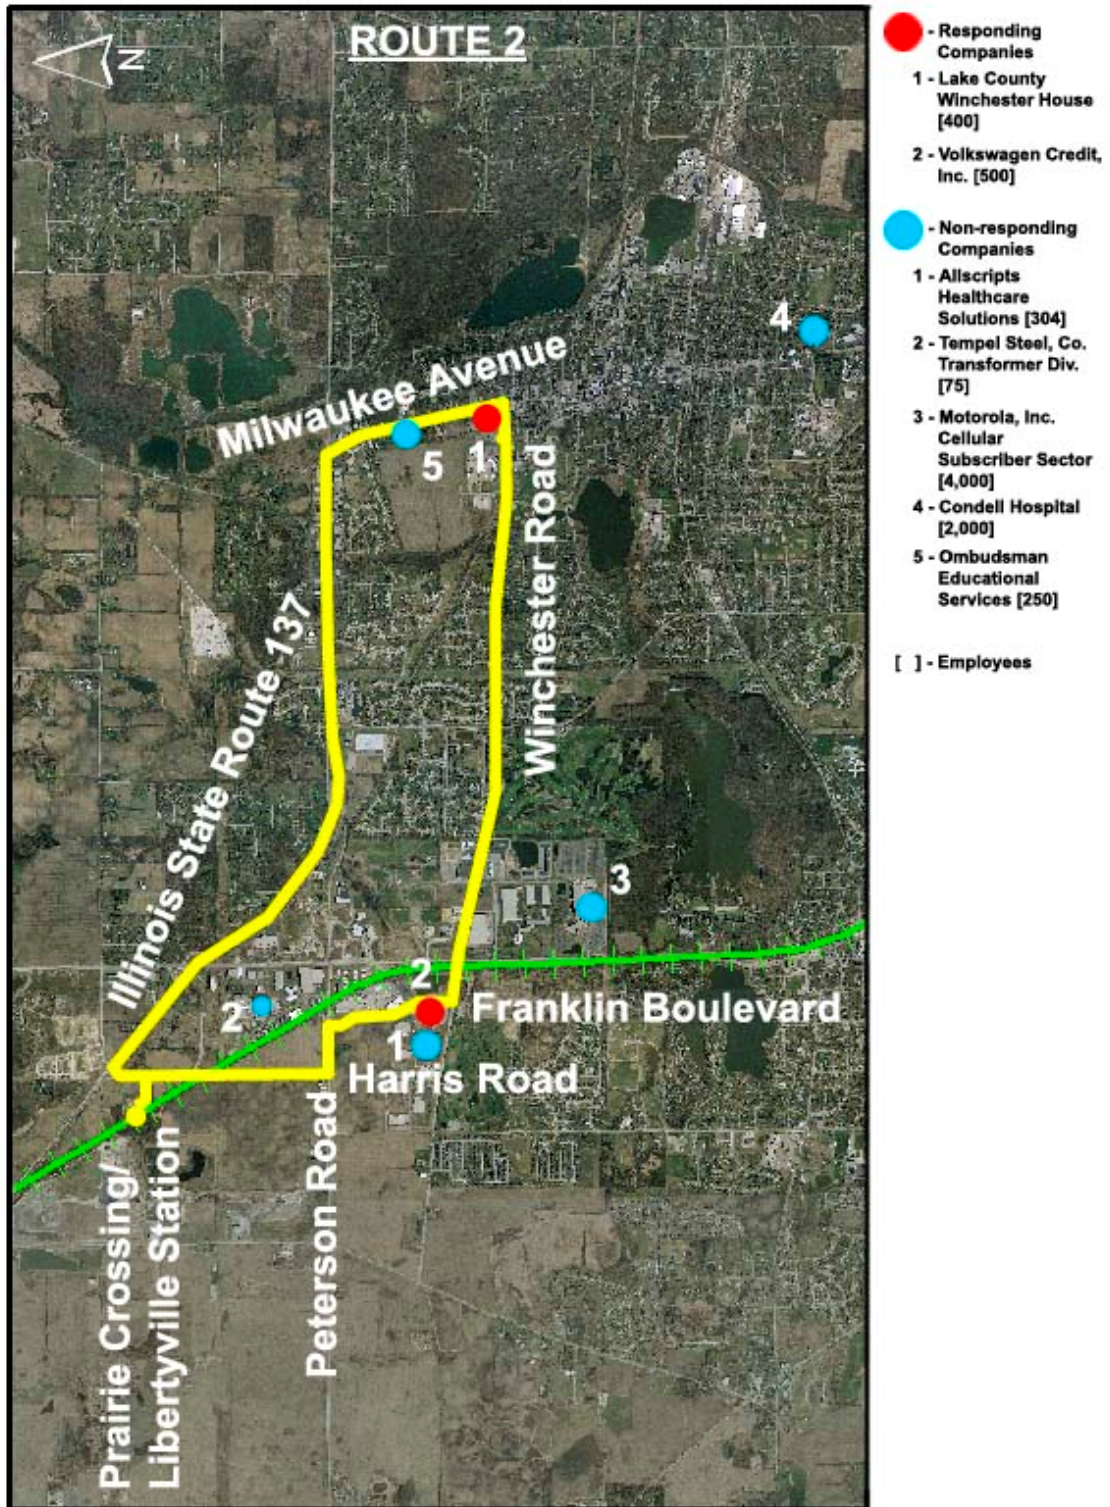 ROUTE 2
N
4
Milwaukee Avenue
5
1
Winchester Road
Illinois State Route 137
3
2
2
Franklin Boulevard
1
Harris Road
Peterson Road
Prairie Crossing/
Libertyville Station
- Responding
Companies
1 - Lake County
Winchester House
[400]
2 - Volkswagen Credit,
Inc. [500]
- Non-responding
Companies
1 - Allscripts
Healthcare
Solutions [304]
2 - Tempel Steel, Co.
Transformer Div.
[75]
3 - Motorola, Inc.
Cellular
Subscriber Sector
[4,000]
4 - Condell Hospital
[2,000]
5 - Ombudsman
Educational
Services [250]
[ ] - Employees